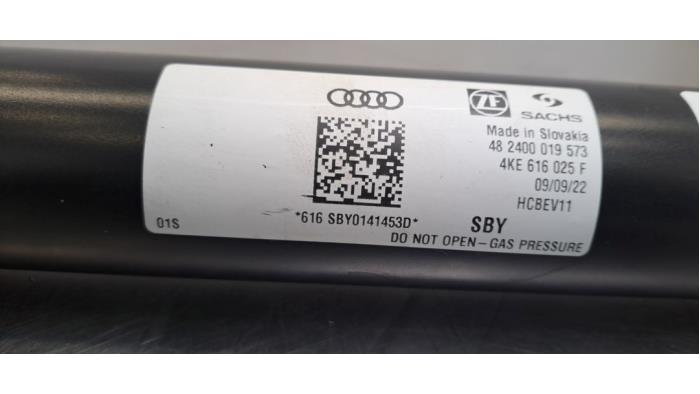 ZF SACHS
Made in Slovakia
48 2400 019 573
4KE 616 025 F
09/09/22
HCBEV11
*616 SBY0141453D*
SBY
01S
DO NOT OPEN-GAS PRESSURE